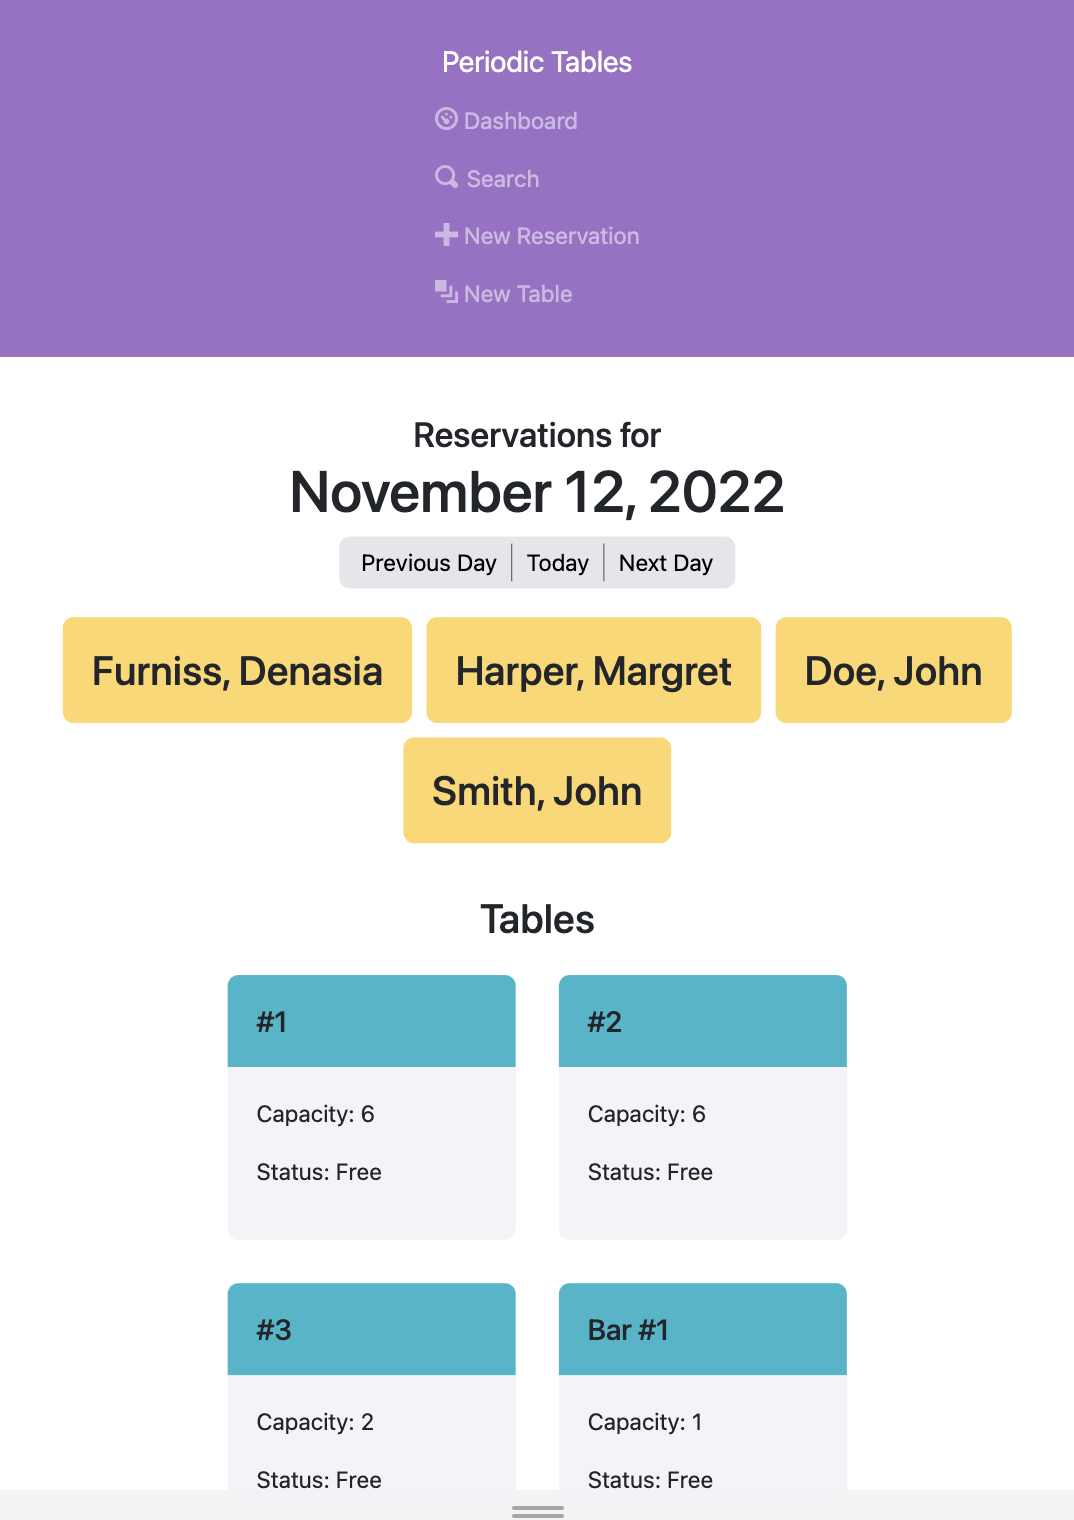 Periodic Tables
Dashboard
Search
New Reservation
New Table
Reservations for
November 12, 2022
Previous Day Today Next Day
Furniss, Denasia Harper, Margret Doe, John
Smith, John
Tables
#1 #2
Capacity: 6 Capacity: 6
Status: Free Status: Free
#3 Bar #1
Capacity: 2 Capacity: 1
Status: Free Status: Free